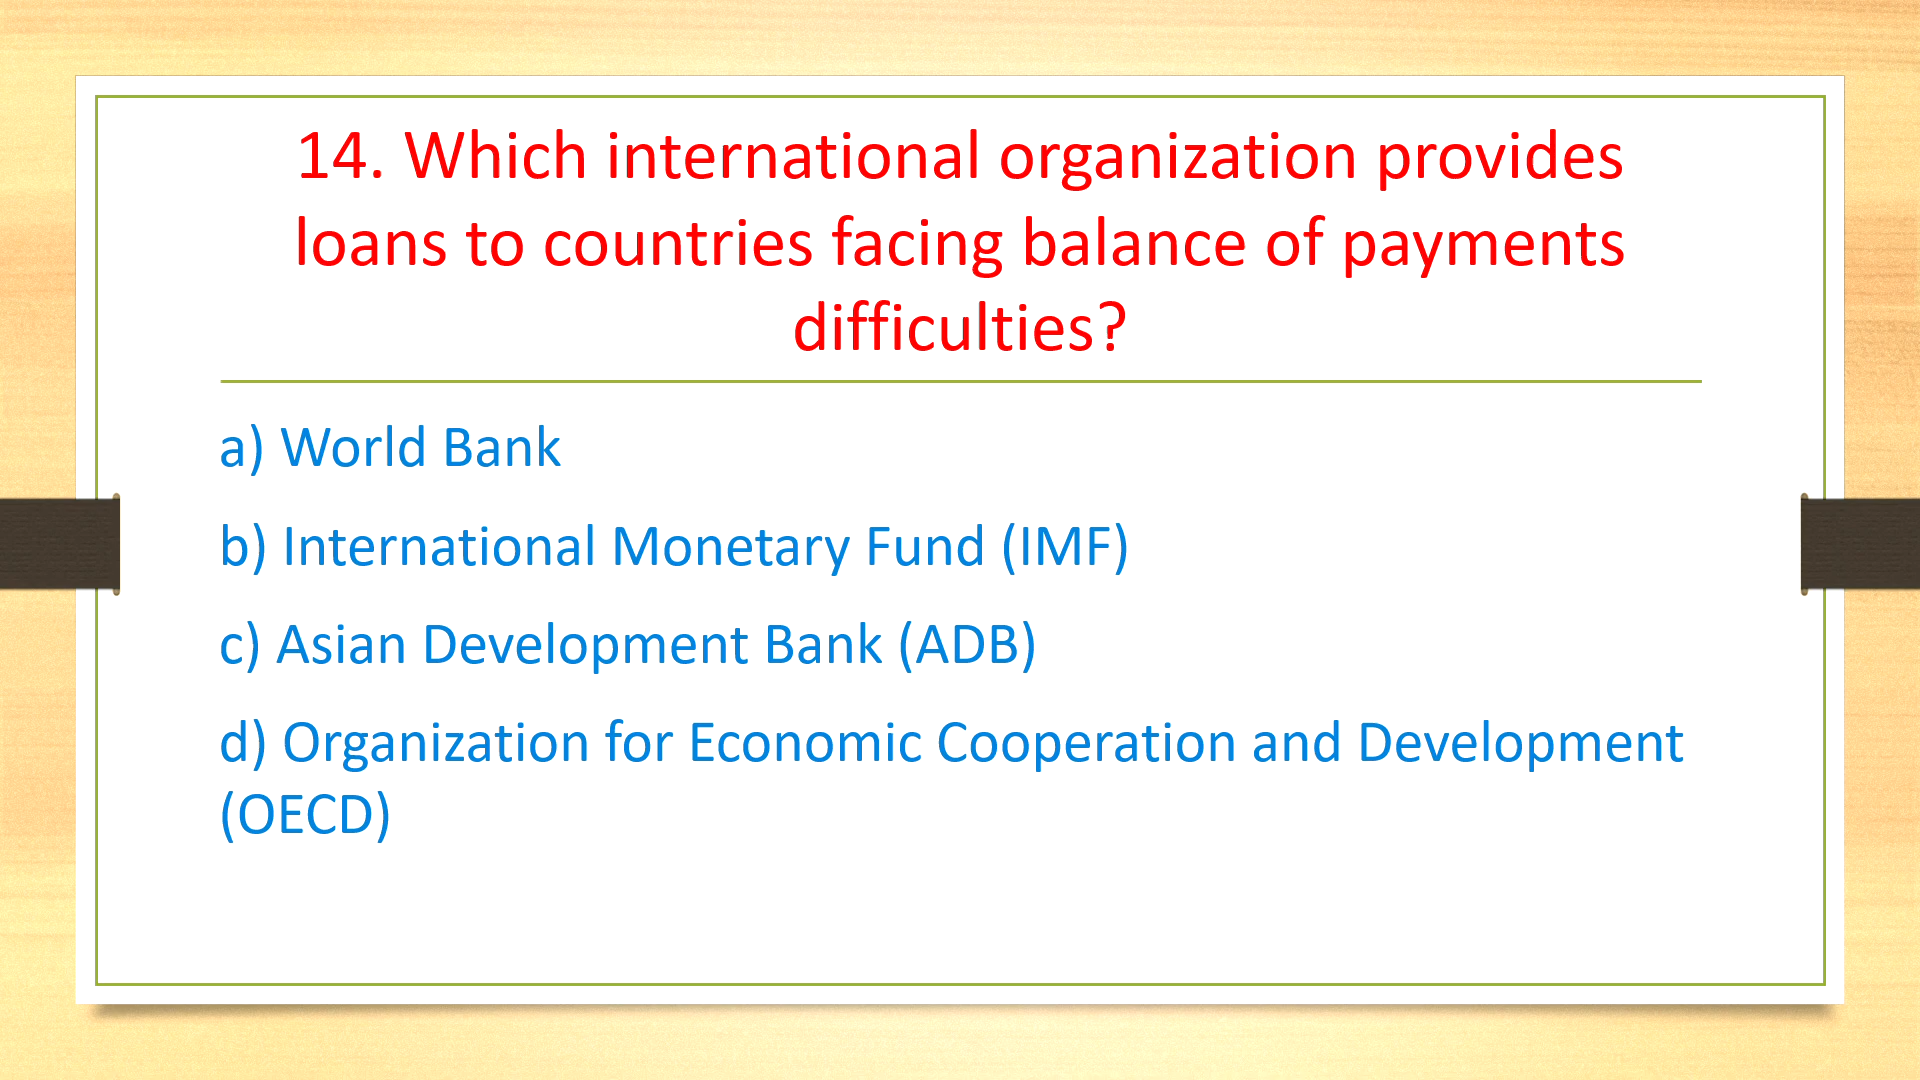 14. Which international organization provides
loans to countries facing balance of payments
difficulties?
a) World Bank
b) International Monetary Fund (IMF)
c) Asian Development Bank (ADB)
d) Organization for Economic Cooperation and Development
(OECD)